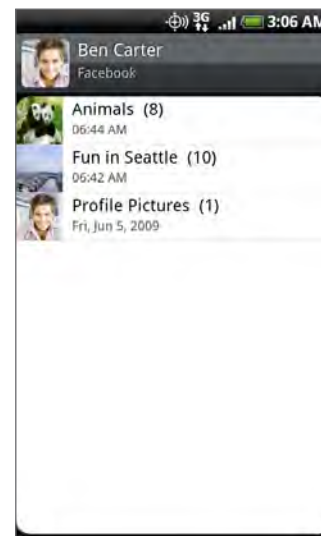 3G 3:06 AM
Ben Carter
Facebook
Animals (8)
06:44 AM
Fun in Seattle (10)
06:42 AM
Profile Pictures (1)
Fri, Jun 5, 2009